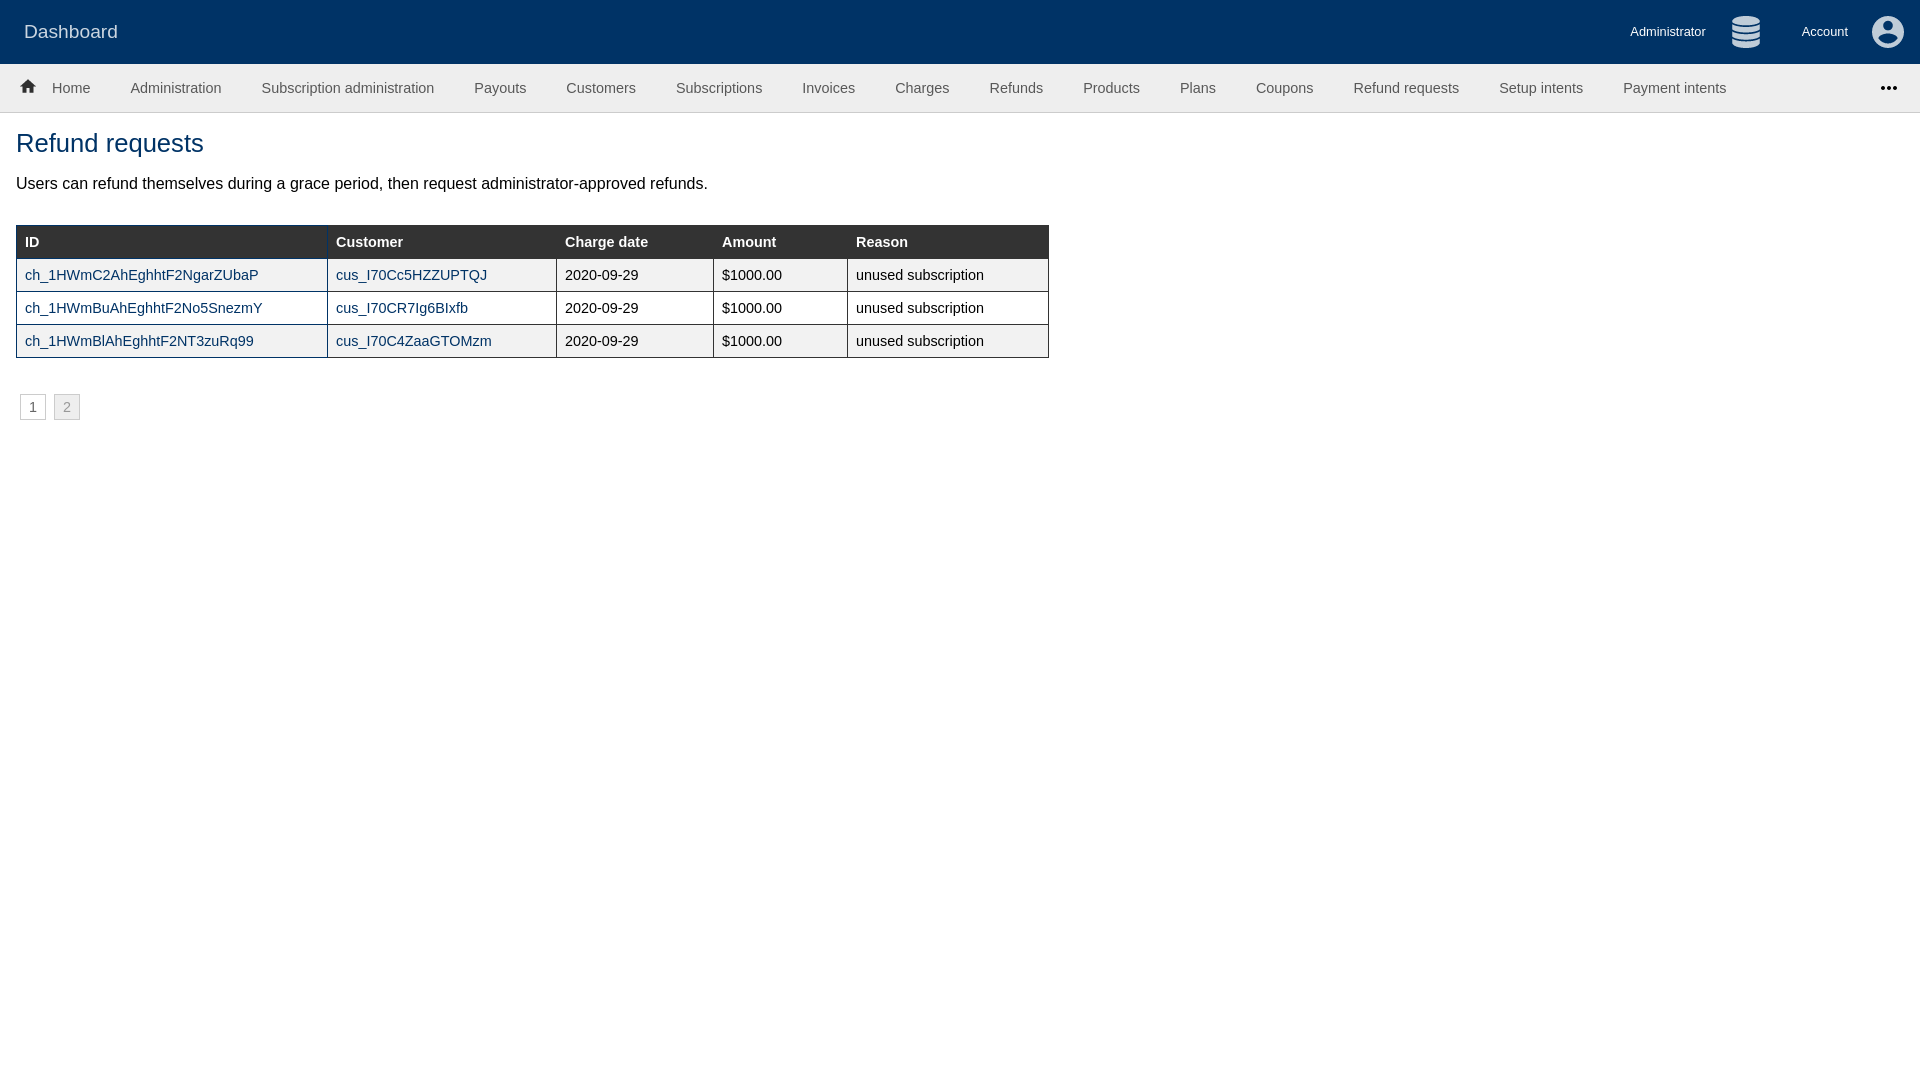 Dashboard
Administrator Account
Home Administration Subscription administration Payouts Customers Subscriptions Invoices Charges Refunds Products Plans Coupons Refund requests Setup intents Payment intents
Refund requests
Users can refund themselves during a grace period, then request administrator-approved refunds.
ID Customer Charge date Amount Reason
ch_1HWmC2AhEghhtF2NgarZUbaP cus_I70Cc5HZZUPTQJ 2020-09-29 $1000.00 unused subscription
ch_1HWmBuAhEghhtF2No5SnezmY cus_I70CR7Ig6BIxfb 2020-09-29 $1000.00 unused subscription
ch_1HWmBlAhEghhtF2NT3zuRq99 cus_I70C4ZaaGTOMzm 2020-09-29 $1000.00 unused subscription
1 2